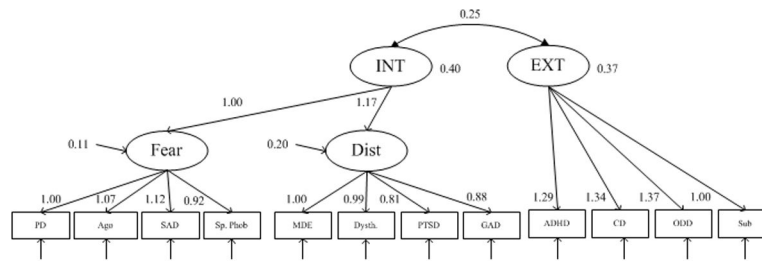 0.25
INT
0.40
EXT
0.37
1.00
1.17
0.11
Fear
0.20
Dist
1.00
1.07
1.12
0.92
1.00
0.99
0.81
0.88
1.29
1.34
1.37
1.00
PD
Ago
SAD
Sp. Phob
MDE
Dysth.
PTSD
GAD
ADHD
CD
ODD
Sub